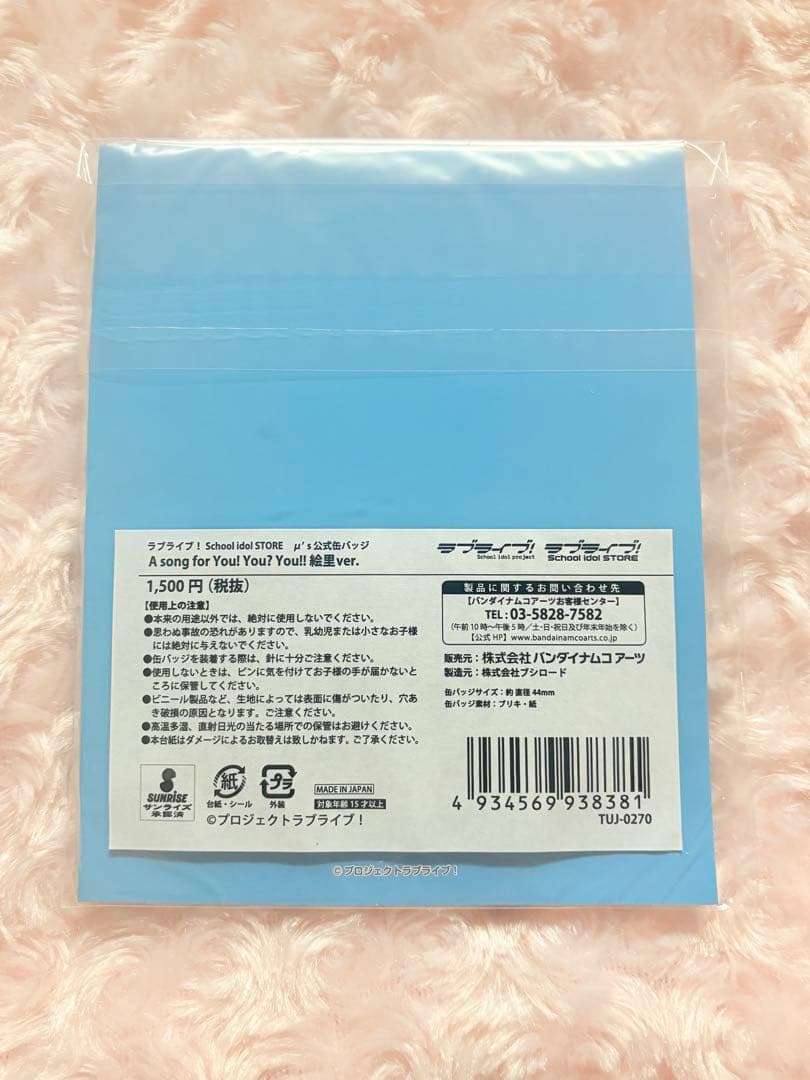 ラブライブ！ School idol STORE　μ's 公式缶バッジ
A song for You! You? You!! 絵里ver.
1,500 円（税抜）
【使用上の注意】
●本来の用途以外では、絶対に使用しないでください。
●思わぬ事故の恐れがありますので、乳幼児または小さなお子様
には絶対に与えないでください。
●缶バッジを装着する際は、針に十分ご注意ください。
●使用しないときは、ピンに気を付けてお子様の手が届かないと
ころに保管してください。
●ビニール製品など、生地によっては表面に傷がついたり、穴あ
き破損の原因となります。ご注意ください。
●高温多湿、直射日光の当たる場所での保管はお避けください。
●本台紙はダメージによるお取替えは致しかねます。ご了承ください。
ラブライブ！
School idol project
ラブライブ！
School idol STORE
製品に関するお問い合わせ先
【バンダイナムコアーツお客様センター】
TEL：03-5828-7582
（午前10時〜午後5時／土・日・祝日及び年末年始を除く）
【公式HP】www.bandainamcoarts.co.jp
販売元：株式会社バンダイナムコアーツ
製造元：株式会社ブシロード
缶バッジサイズ：約 直径 44mm
缶バッジ素材：ブリキ・紙
SUNRISE
サンライズ
承認済
紙
台紙・シール
プラ
外装
MADE IN JAPAN
対象年齢 15才以上
©プロジェクトラブライブ！
4 934569 938381
TUJ-0270
©プロジェクトラブライブ！